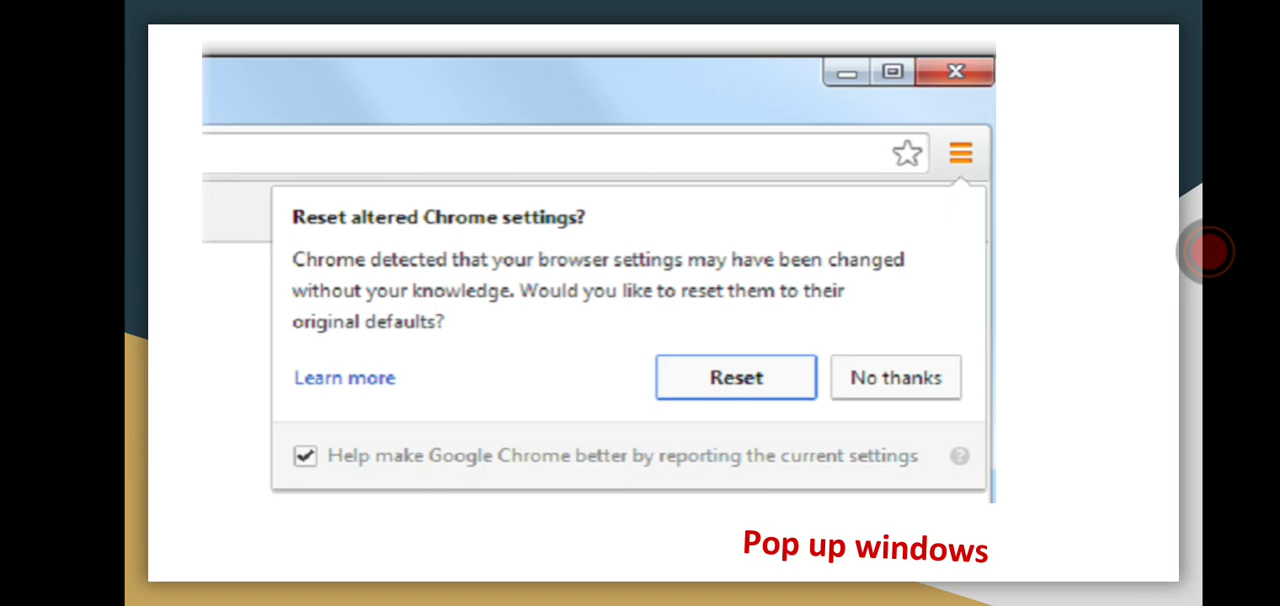 Reset altered Chrome settings?
Chrome detected that your browser settings may have been changed
without your knowledge. Would you like to reset them to their
original defaults?
Learn more Reset No thanks
Help make Google Chrome better by reporting the current settings ?
Pop up windows